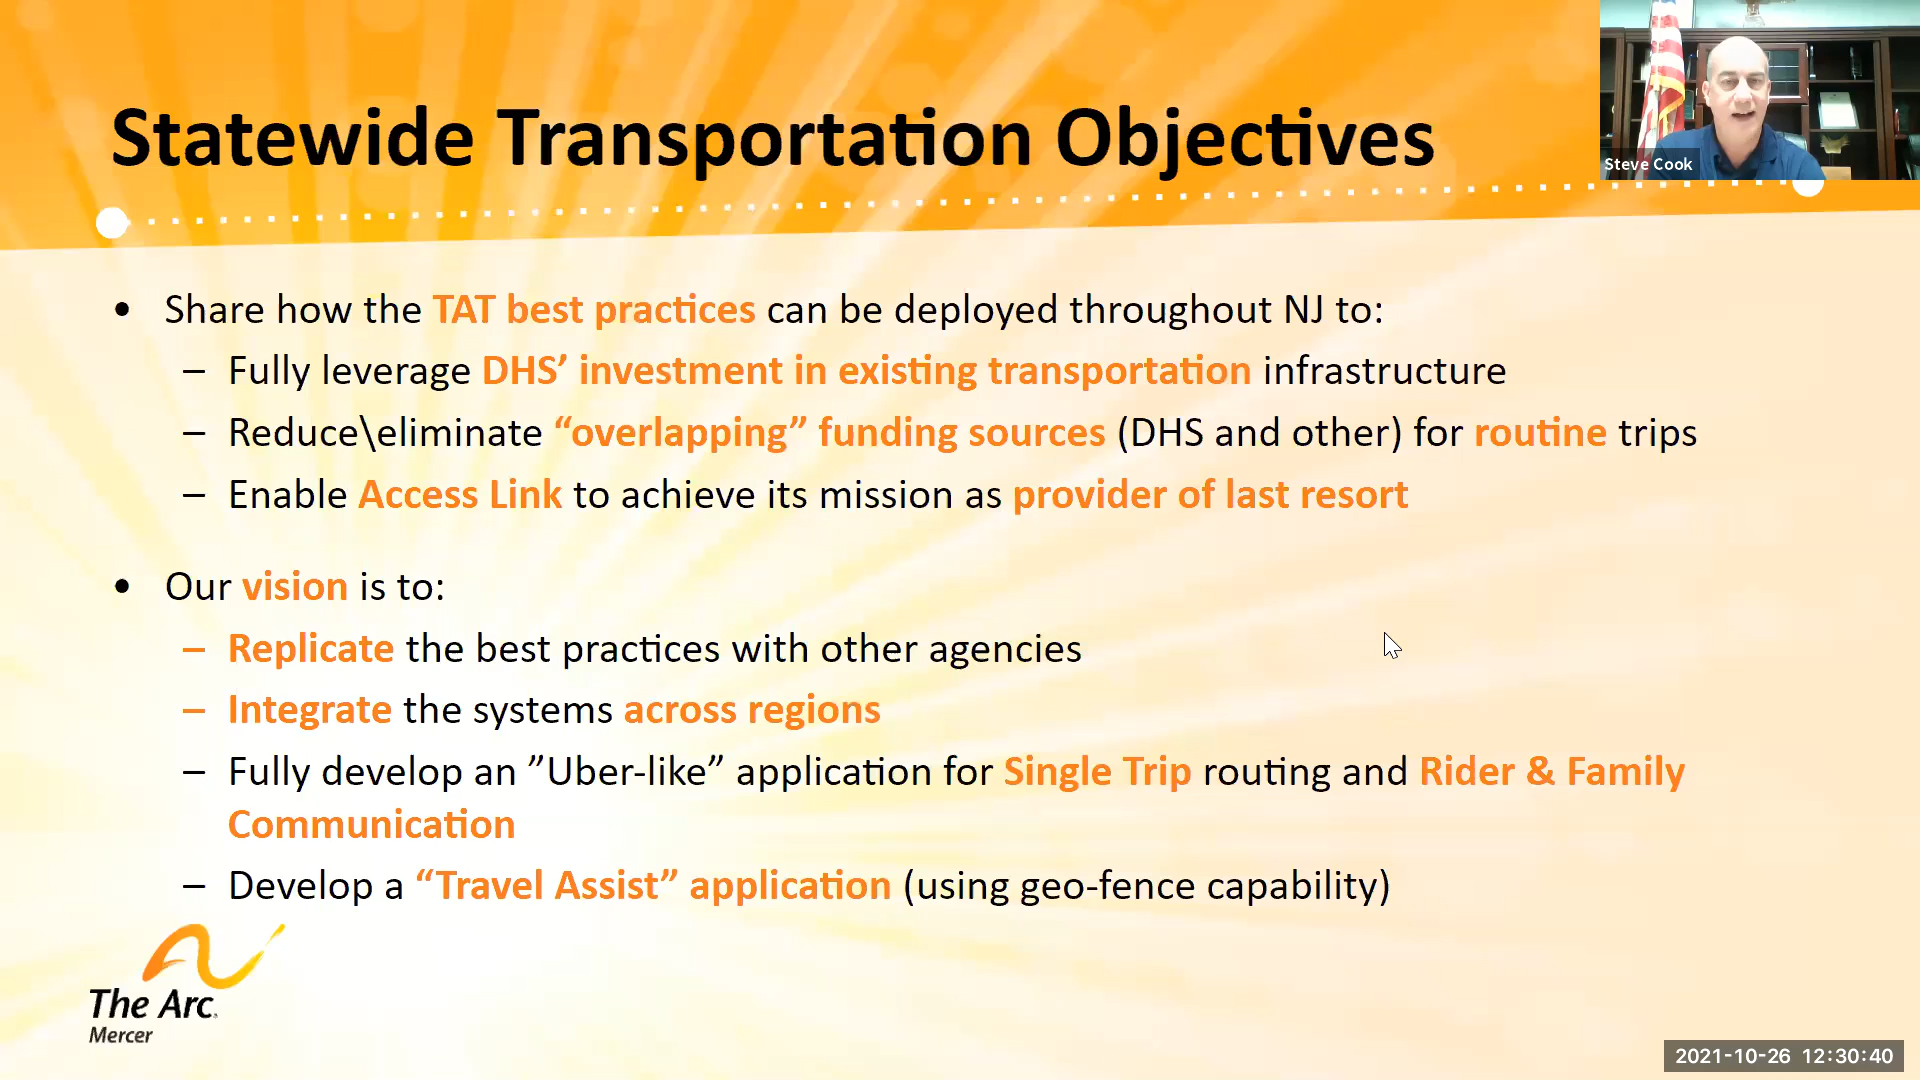 Statewide Transportation Objectives
Steve Cook
• Share how the TAT best practices can be deployed throughout NJ to:
– Fully leverage DHS’ investment in existing transportation infrastructure
– Reduce\eliminate “overlapping” funding sources (DHS and other) for routine trips
– Enable Access Link to achieve its mission as provider of last resort
• Our vision is to:
– Replicate the best practices with other agencies
– Integrate the systems across regions
– Fully develop an ”Uber-like” application for Single Trip routing and Rider & Family
Communication
– Develop a “Travel Assist” application (using geo-fence capability)
The Arc®
Mercer
2021-10-26 12:30:40